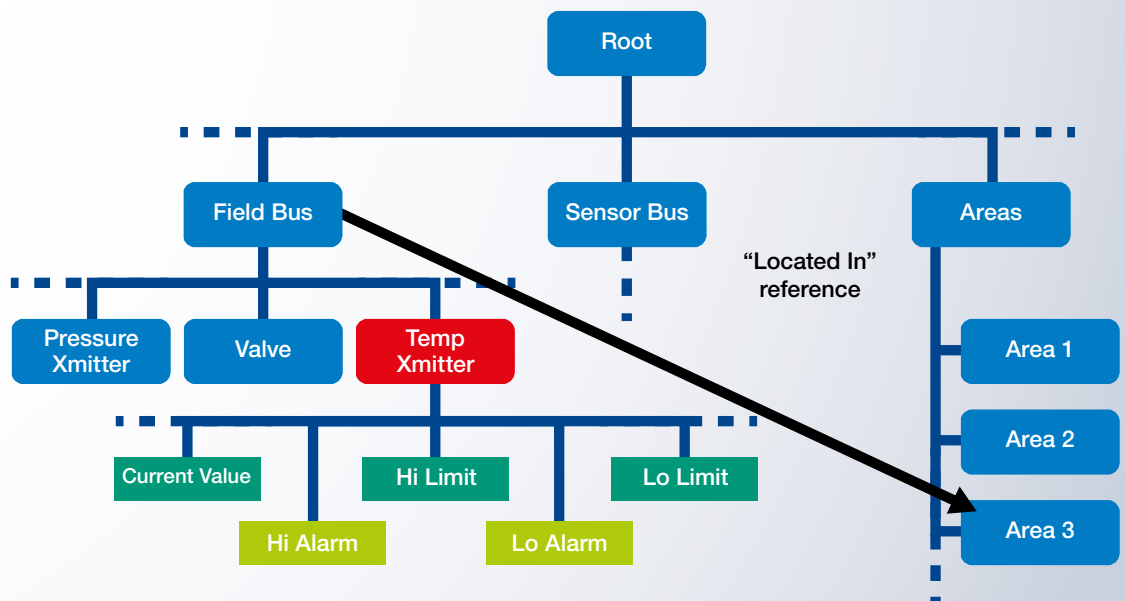 Root
Field Bus
Sensor Bus
Areas
“Located In”
reference
Pressure
Xmitter
Valve
Temp
Xmitter
Area 1
Area 2
Current Value
Hi Limit
Lo Limit
Hi Alarm
Lo Alarm
Area 3